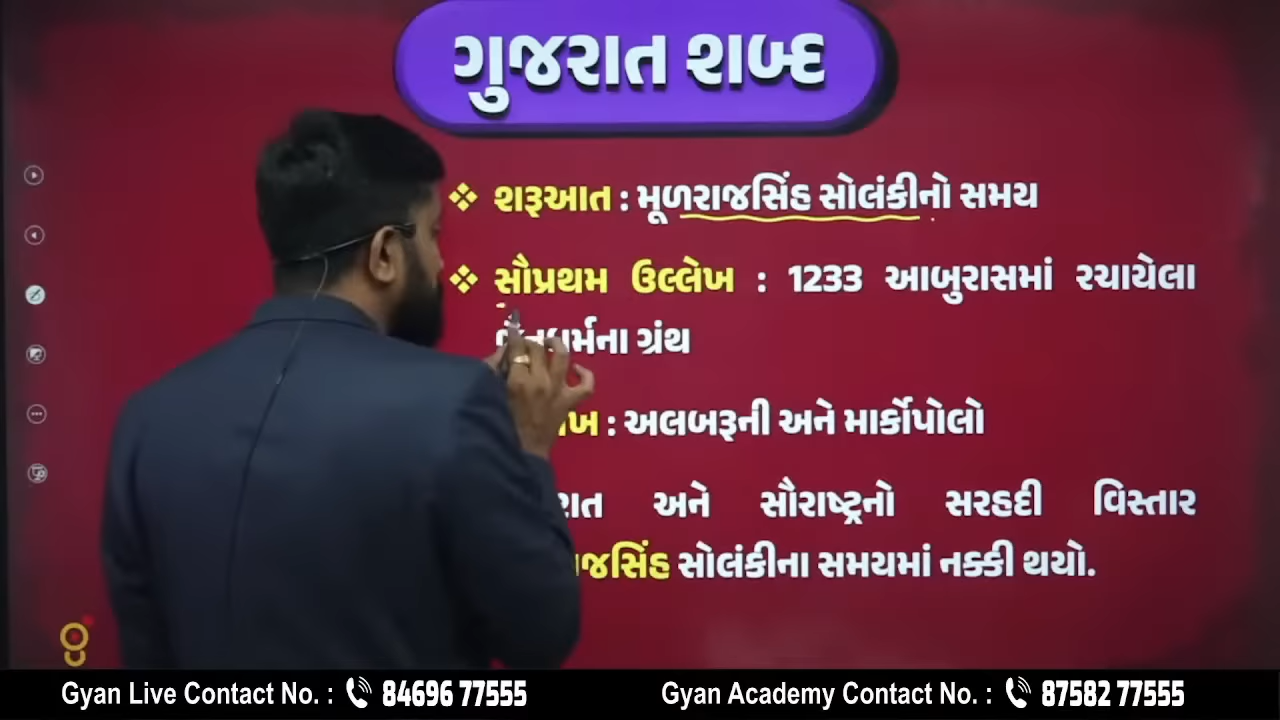 ગુજરાત શબ્દ
❖ શરૂઆત : મૂળરાજસિંહ સોલંકીનો સમય
❖ સૌપ્રથમ ઉલ્લેખ : 1233 આબુરાસમાં રચાયેલા
ગ્રંથ
: અલબરૂની અને માર્કોપોલો
અને સૌરાષ્ટ્રનો સરહદી વિસ્તાર
સોલંકીના સમયમાં નક્કી થયો.
Gyan Live Contact No. : 84696 77555 Gyan Academy Contact No. : 87582 77555